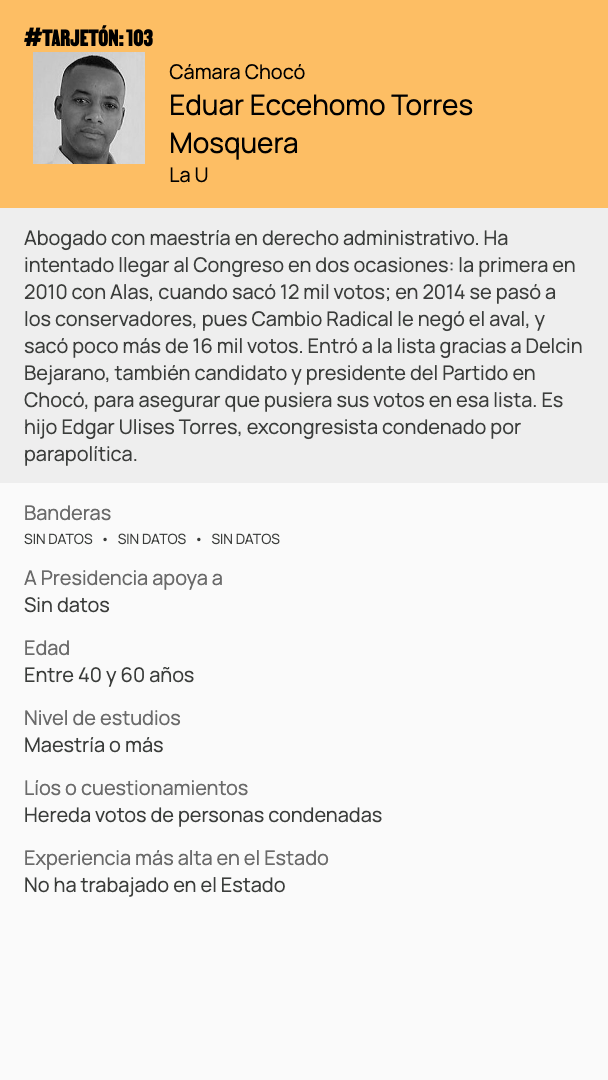 #TARJETÓN: 103
Cámara Chocó
Eduar Eccehomo Torres
Mosquera
La U
Abogado con maestría en derecho administrativo. Ha
intentado llegar al Congreso en dos ocasiones: la primera en
2010 con Alas, cuando sacó 12 mil votos; en 2014 se pasó a
los conservadores, pues Cambio Radical le negó el aval, y
sacó poco más de 16 mil votos. Entró a la lista gracias a Delcin
Bejarano, también candidato y presidente del Partido en
Chocó, para asegurar que pusiera sus votos en esa lista. Es
hijo Edgar Ulises Torres, excongresista condenado por
parapolítica.
Banderas
SIN DATOS • SIN DATOS • SIN DATOS
A Presidencia apoya a
Sin datos
Edad
Entre 40 y 60 años
Nivel de estudios
Maestría o más
Líos o cuestionamientos
Hereda votos de personas condenadas
Experiencia más alta en el Estado
No ha trabajado en el Estado